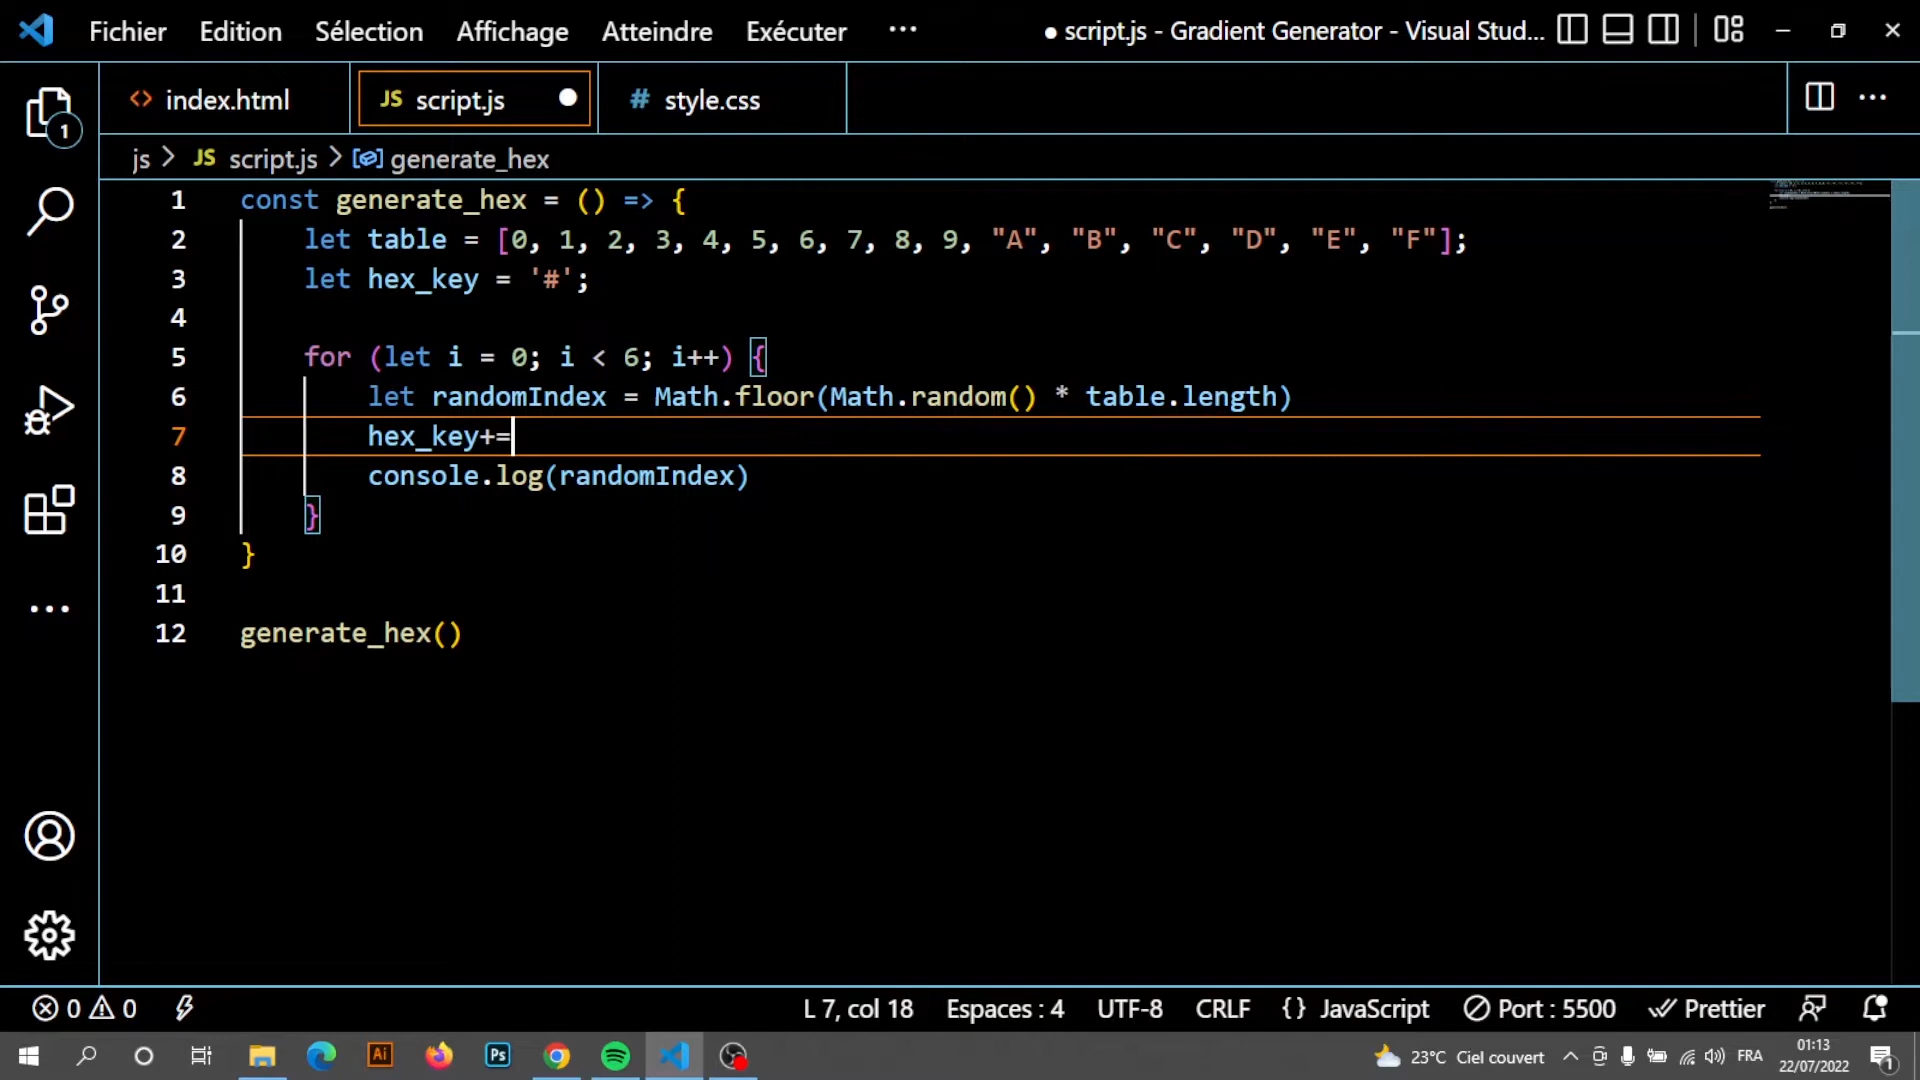 Fichier Edition Sélection Affichage Atteindre Exécuter ··· ● script.js - Gradient Generator - Visual Stud...
<> index.html JS script.js # style.css
js > JS script.js > generate_hex
1 const generate_hex = () => {
2 let table = [0, 1, 2, 3, 4, 5, 6, 7, 8, 9, "A", "B", "C", "D", "E", "F"];
3 let hex_key = '#';
4
5 for (let i = 0; i < 6; i++) {
6 let randomIndex = Math.floor(Math.random() * table.length)
7 hex_key+=
8 console.log(randomIndex)
9 }
10 }
11
12 generate_hex()
1
0 0 L 7, col 18 Espaces : 4 UTF-8 CRLF {} JavaScript Port : 5500 Prettier
Ai Ps 23°C Ciel couvert FRA 01:13
22/07/2022 1